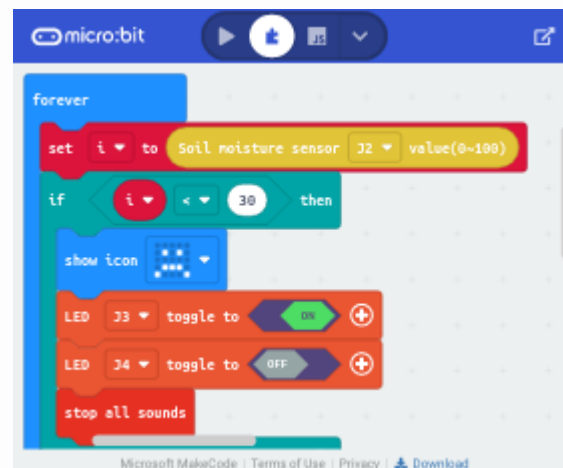 micro:bit
JS
forever
set i to Soil moisture sensor J2 value(0~100)
if i < 30 then
show icon
LED J3 toggle to ON
LED J4 toggle to OFF
stop all sounds
Microsoft MakeCode | Terms of Use | Privacy | Download